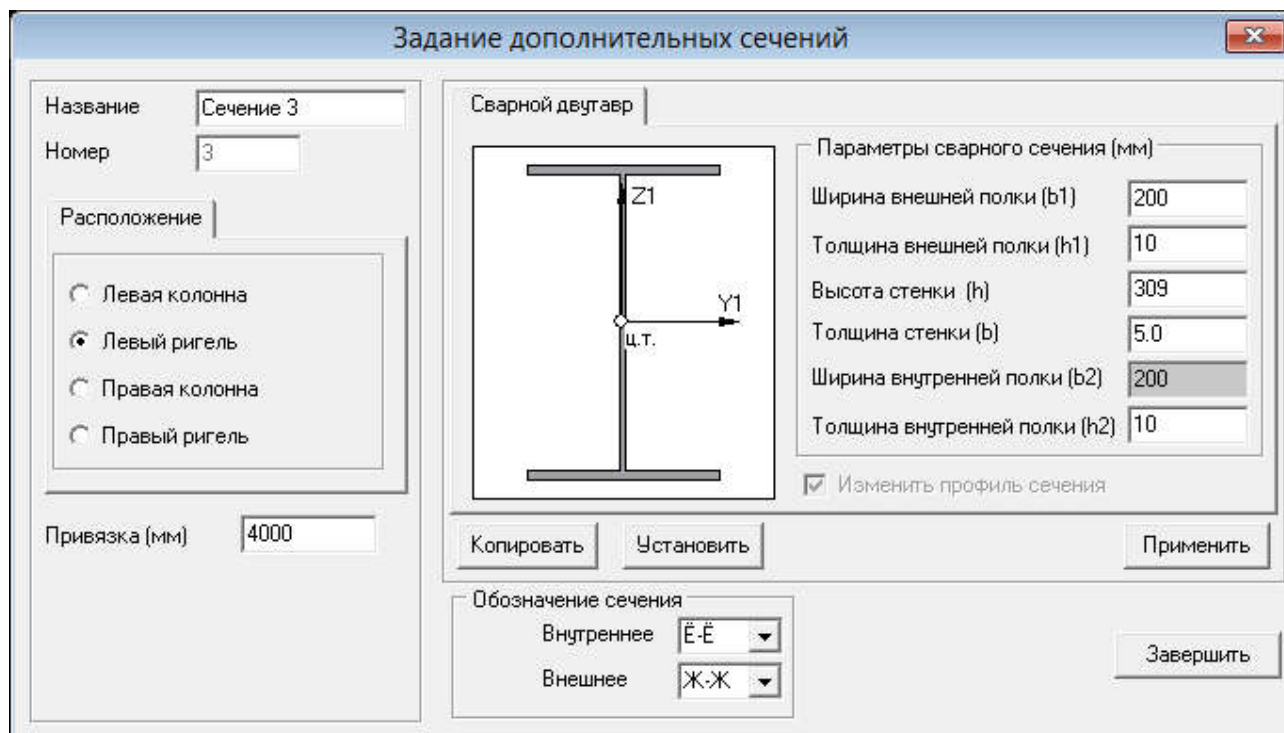 Задание дополнительных сечений
Название Сечение 3
Номер 3
Расположение
Левая колонна
Левый ригель
Правая колонна
Правый ригель
Привязка (мм) 4000
Сварной двутавр
Z1
Y1
ц.т.
Параметры сварного сечения (мм)
Ширина внешней полки (b1) 200
Толщина внешней полки (h1) 10
Высота стенки (h) 309
Толщина стенки (b) 5.0
Ширина внутренней полки (b2) 200
Толщина внутренней полки (h2) 10
Изменить профиль сечения
Копировать Установить Применить
Обозначение сечения
Внутреннее Ё-Ё
Внешнее Ж-Ж
Завершить